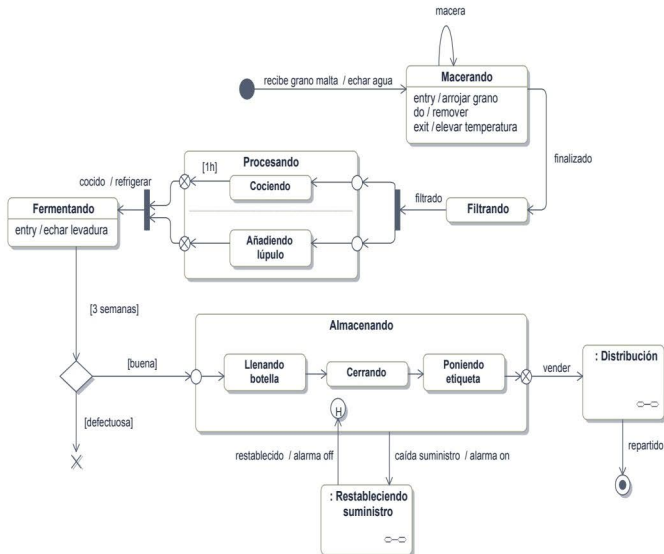 macera
recibe grano malta / echar agua
Macerando
entry / arrojar grano
do / remover
exit / elevar temperatura
finalizado
Procesando
[1h]
Cociendo
cocido / refrigerar
filtrado
Filtrando
Fermentando
entry / echar levadura
Añadiendo
lúpulo
[3 semanas]
Almacenando
[buena]
Llenando
botella
Cerrando
Poniendo
etiqueta
vender
: Distribución
[defectuosa]
H
restablecido / alarma off
caída suministro / alarma on
repartido
: Restableciendo
suministro